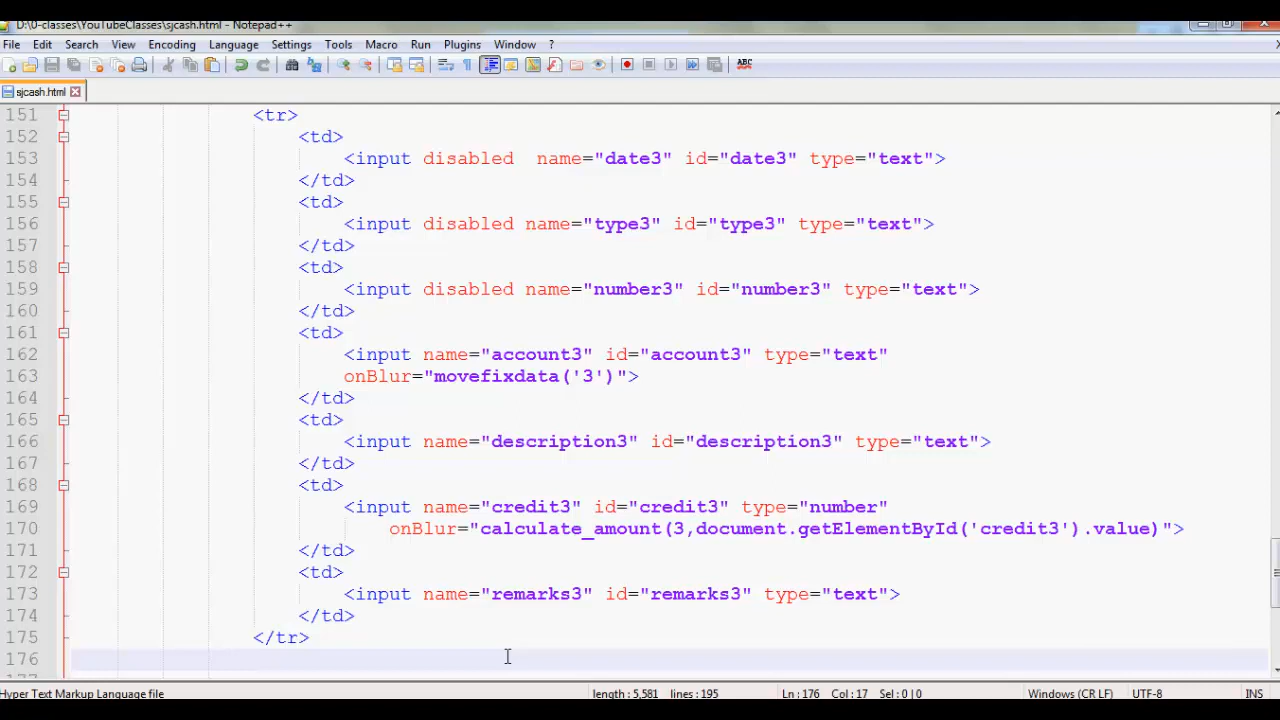 D:\0-classes\YouTubeClasses\sjcash.html - Notepad++
File Edit Search View Encoding Language Settings Tools Macro Run Plugins Window ? X
ABC
sjcash.html
151 <tr>
152 <td>
153 <input disabled  name="date3" id="date3" type="text">
154 </td>
155 <td>
156 <input disabled name="type3" id="type3" type="text">
157 </td>
158 <td>
159 <input disabled name="number3" id="number3" type="text">
160 </td>
161 <td>
162 <input name="account3" id="account3" type="text"
163 onBlur="movefixdata('3')">
164 </td>
165 <td>
166 <input name="description3" id="description3" type="text">
167 </td>
168 <td>
169 <input name="credit3" id="credit3" type="number"
170 onBlur="calculate_amount(3,document.getElementById('credit3').value)">
171 </td>
172 <td>
173 <input name="remarks3" id="remarks3" type="text">
174 </td>
175 </tr>
176
Hyper Text Markup Language file length : 5,581 lines : 195 Ln : 176 Col : 17 Sel : 0 | 0 Windows (CR LF) UTF-8 INS